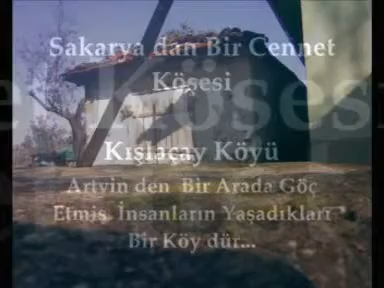 Sakarya dan Bir Cennet
Köşesi
Kışlaçay Köyü
Artvin den Bir Arada Göç
Etmiş İnsanların Yaşadıkları
Bir Köy dür...